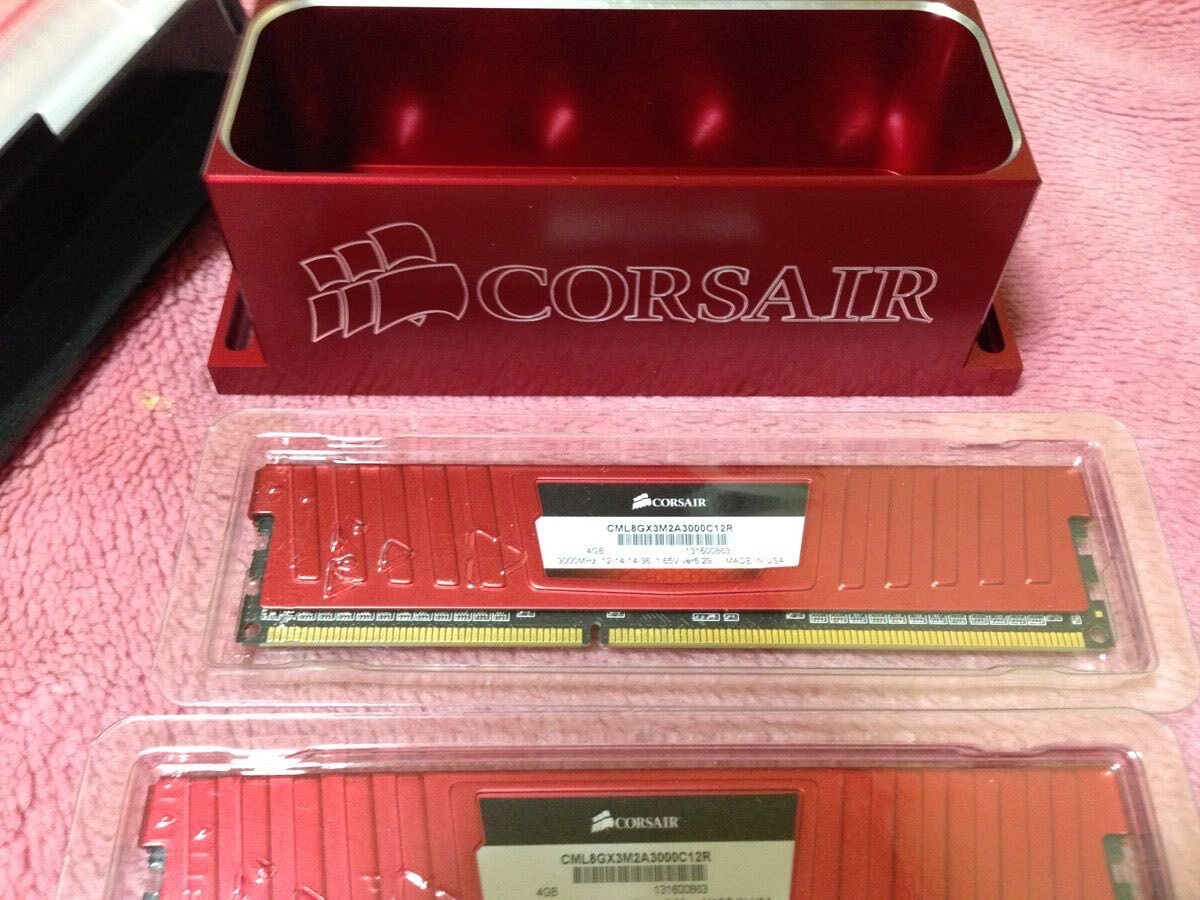 CORSAIR
CORSAIR
CML8GX3M2A3000C12R
4GB 131600863
3000MHz 12-14-14-36 1.65V ver5.29 MADE IN USA
CORSAIR
CML8GX3M2A3000C12R
4GB 131600863